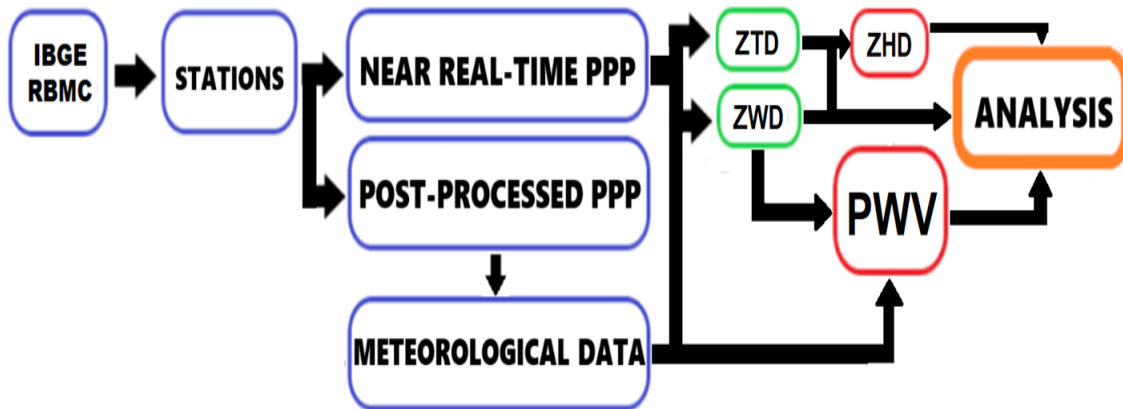 IBGE
RBMC
STATIONS
NEAR REAL-TIME PPP
POST-PROCESSED PPP
METEOROLOGICAL DATA
ZTD
ZWD
ZHD
PWV
ANALYSIS